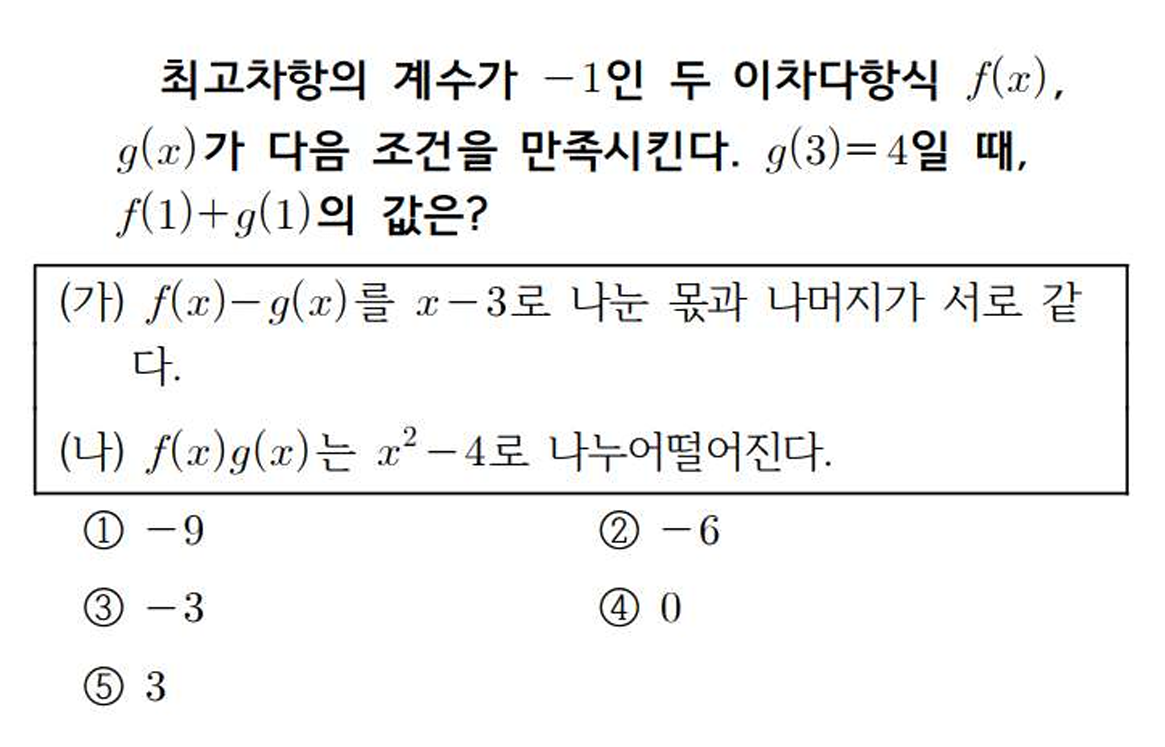 최고차항의 계수가 −1인 두 이차다항식 f(x),
g(x)가 다음 조건을 만족시킨다. g(3)=4일 때,
f(1)+g(1)의 값은?
(가) f(x)−g(x)를 x−3로 나눈 몫과 나머지가 서로 같
다.
(나) f(x)g(x)는 x²−4로 나누어떨어진다.
① −9 ② −6
③ −3 ④ 0
⑤ 3